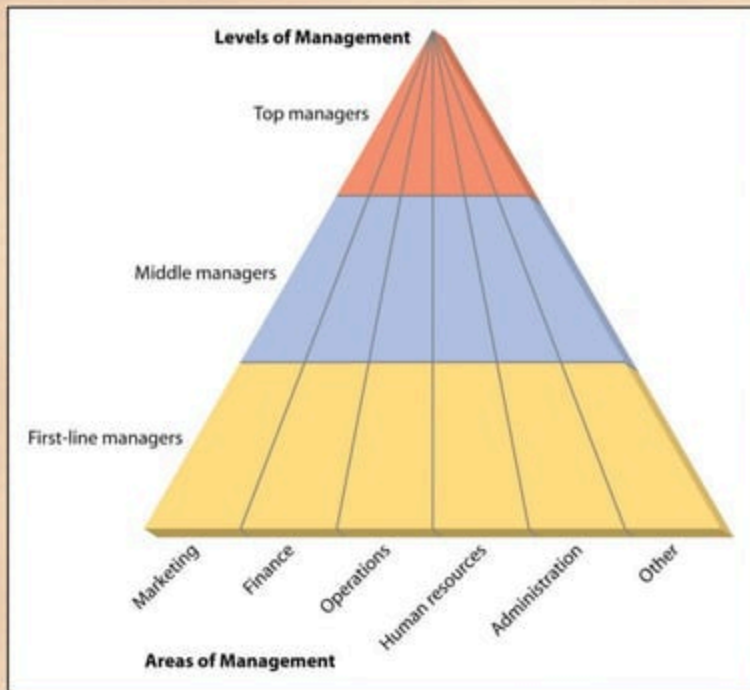 Levels of Management
Top managers
Middle managers
First-line managers
Marketing
Finance
Operations
Human resources
Administration
Other
Areas of Management